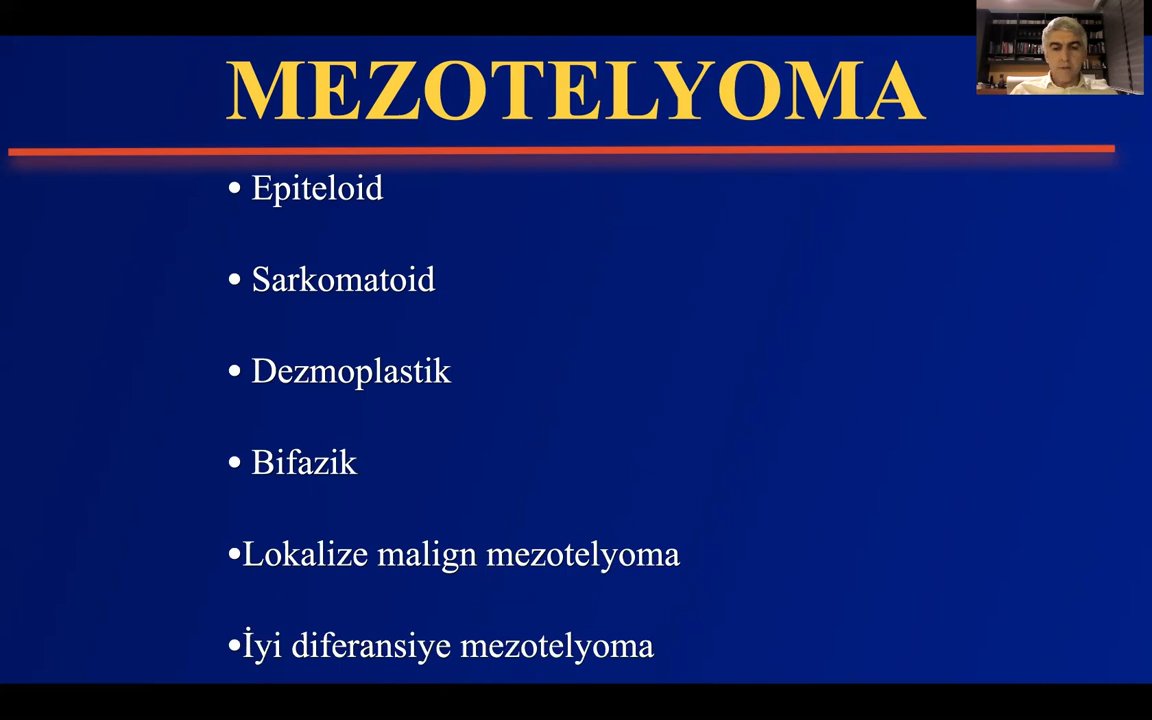 MEZOTELYOMA
• Epiteloid
• Sarkomatoid
• Dezmoplastik
• Bifazik
•Lokalize malign mezotelyoma
•İyi diferansiye mezotelyoma